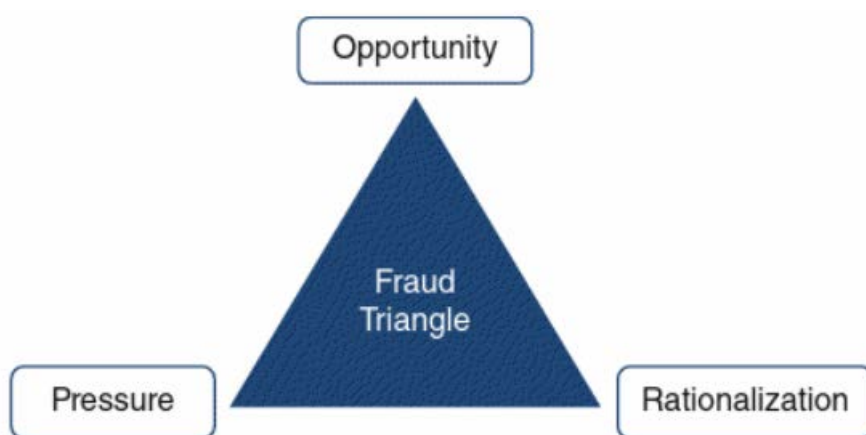 Opportunity
Fraud
Triangle
Pressure
Rationalization